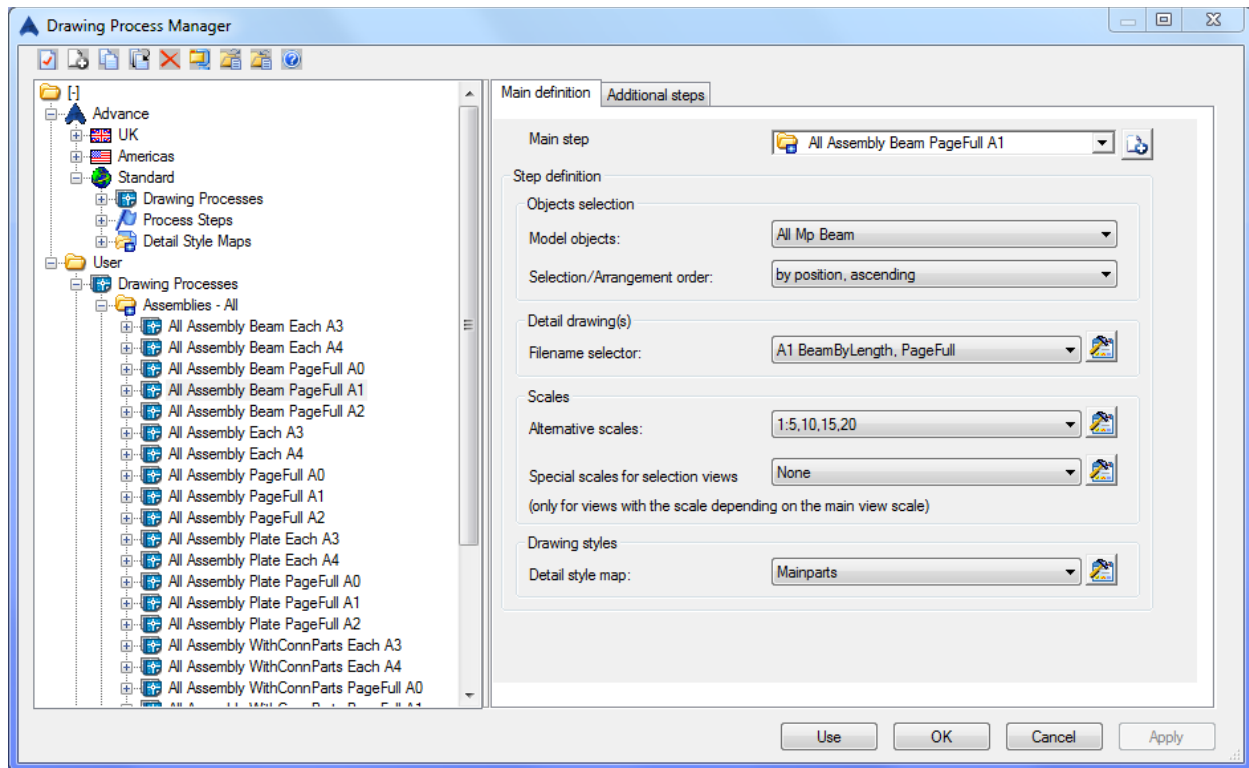 Drawing Process Manager
[-]
Advance
UK
Americas
Standard
Drawing Processes
Process Steps
Detail Style Maps
User
Drawing Processes
Assemblies - All
All Assembly Beam Each A3
All Assembly Beam Each A4
All Assembly Beam PageFull A0
All Assembly Beam PageFull A1
All Assembly Beam PageFull A2
All Assembly Each A3
All Assembly Each A4
All Assembly PageFull A0
All Assembly PageFull A1
All Assembly PageFull A2
All Assembly Plate Each A3
All Assembly Plate Each A4
All Assembly Plate PageFull A0
All Assembly Plate PageFull A1
All Assembly Plate PageFull A2
All Assembly WithConnParts Each A3
All Assembly WithConnParts Each A4
All Assembly WithConnParts PageFull A0
Main definition Additional steps
Main step All Assembly Beam PageFull A1
Step definition
Objects selection
Model objects: All Mp Beam
Selection/Arrangement order: by position, ascending
Detail drawing(s)
Filename selector: A1 BeamByLength, PageFull
Scales
Alternative scales: 1:5,10,15,20
Special scales for selection views None
(only for views with the scale depending on the main view scale)
Drawing styles
Detail style map: Mainparts
Use OK Cancel Apply